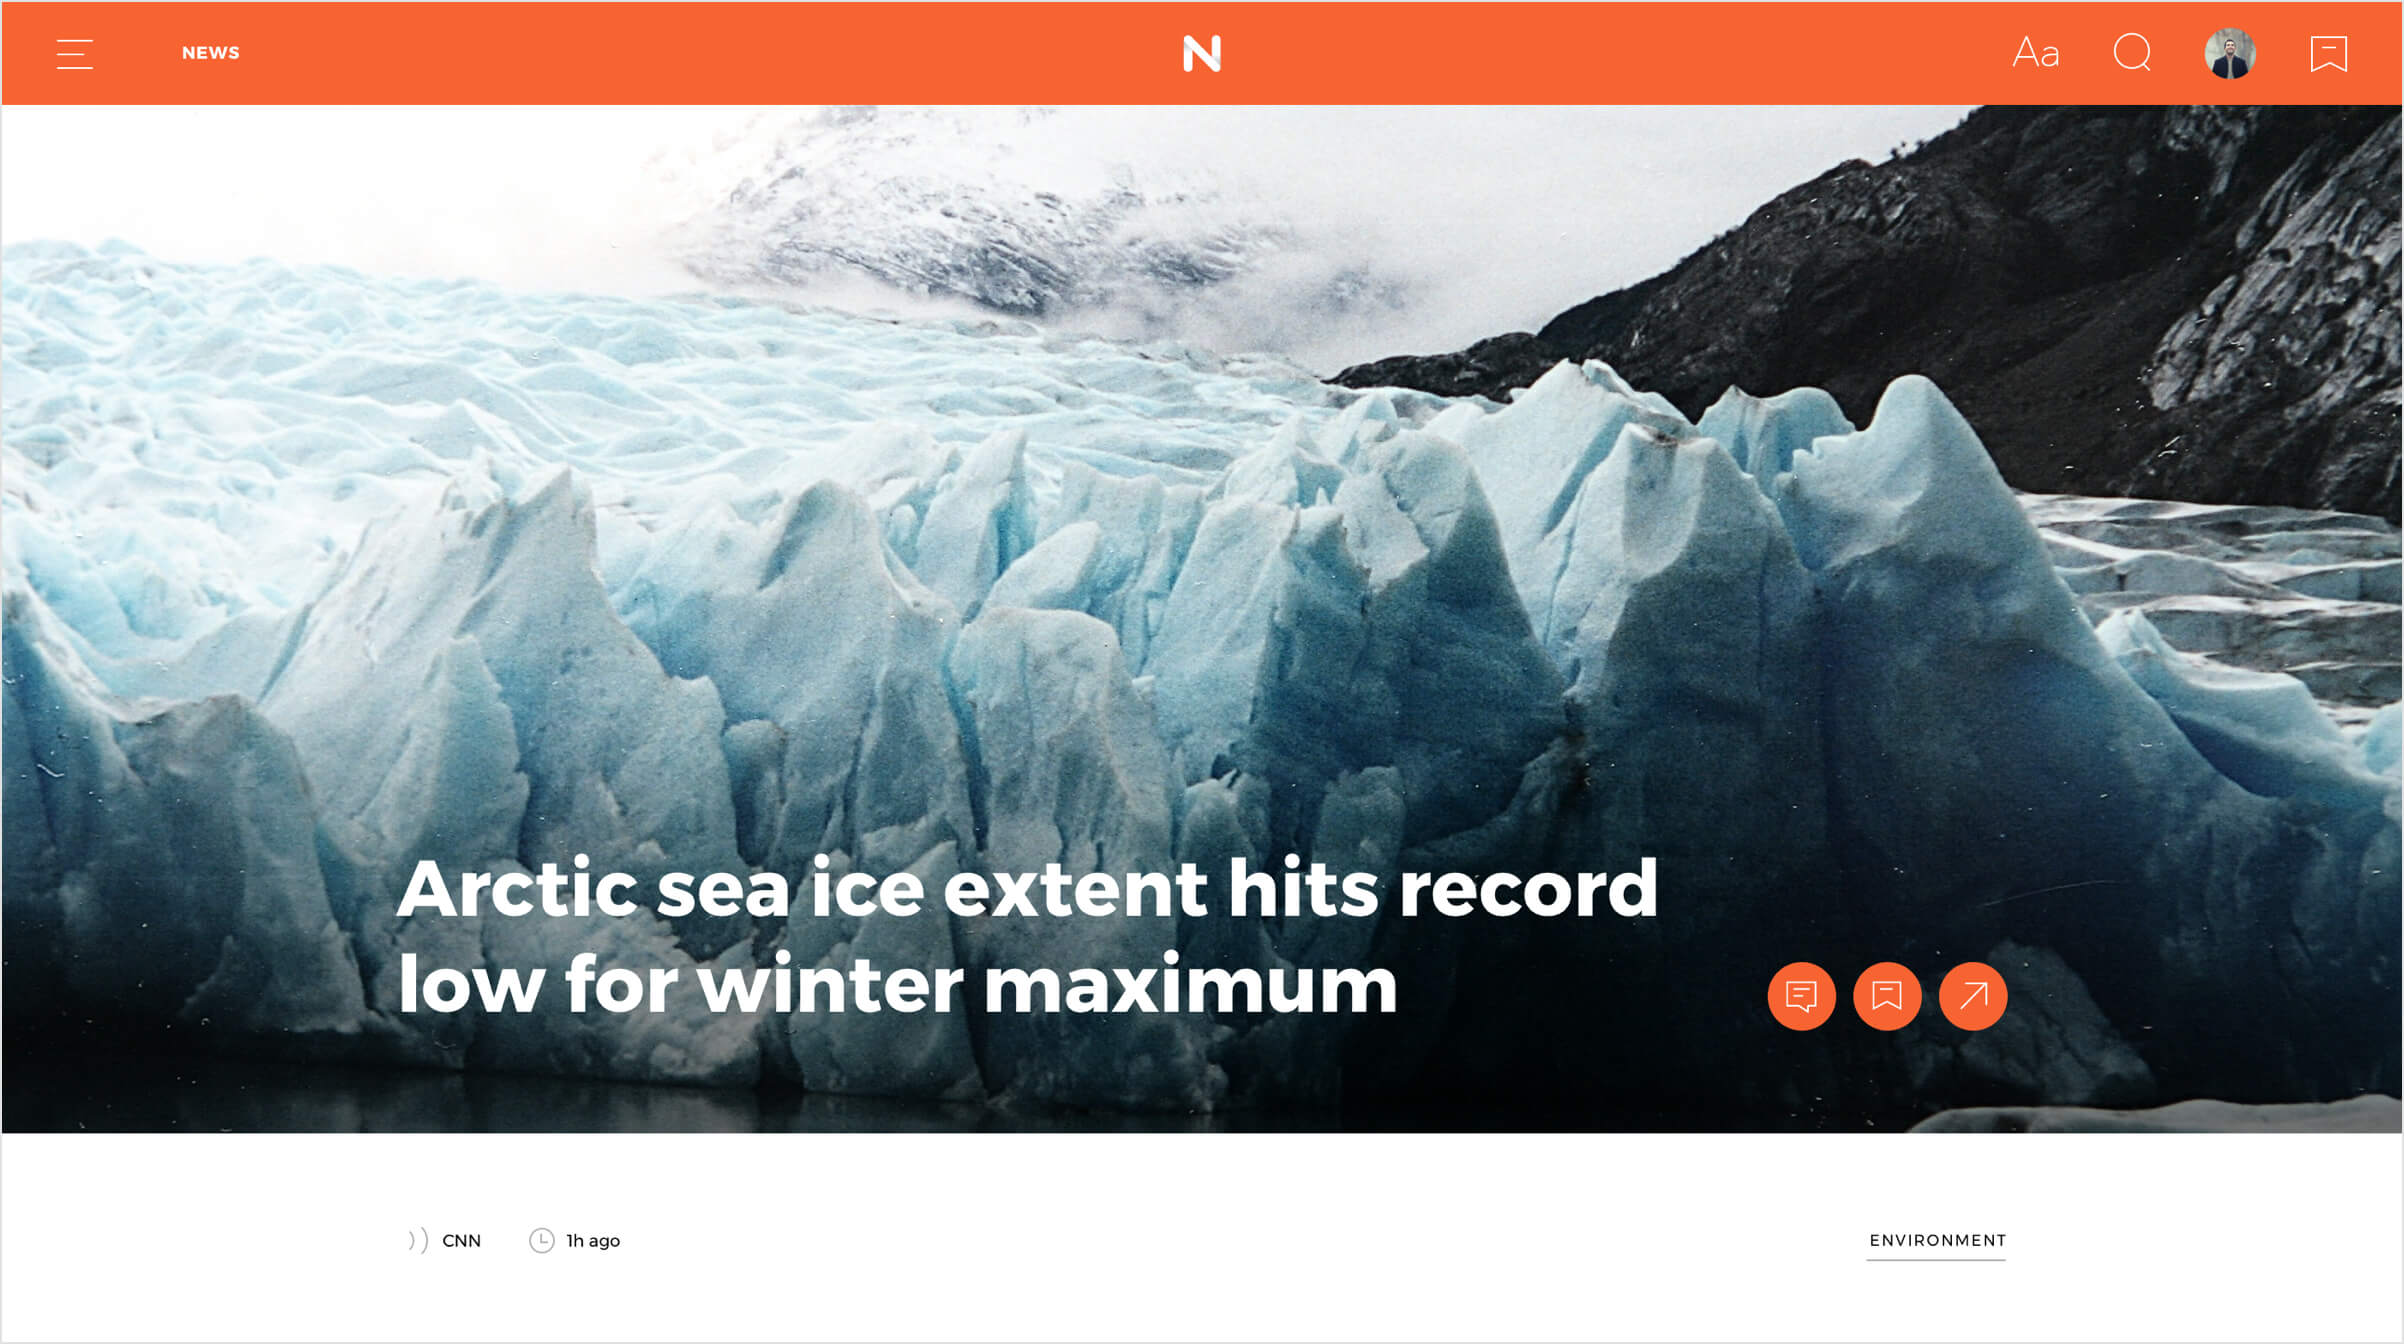 NEWS
N
Aa
Arctic sea ice extent hits record
low for winter maximum
CNN
1h ago
ENVIRONMENT